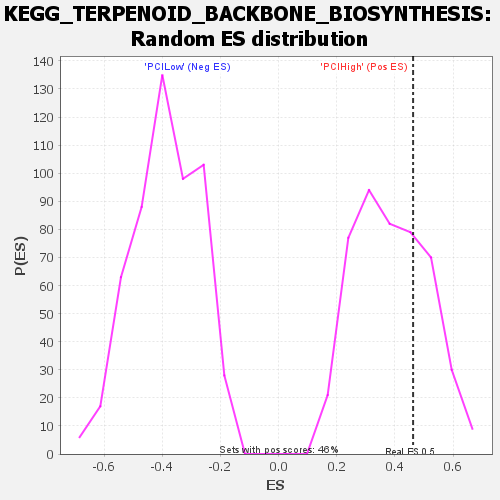 KEGG_TERPENOID_BACKBONE_BIOSYNTHESIS:
Random ES distribution
'PCILow' (Neg ES)
'PCIHigh' (Pos ES)
140
130
120
110
100
90
80
70
60
50
40
30
20
10
0
P(ES)
Sets with pos scores: 46%
Real ES 0.5
-0.6
-0.4
-0.2
0.0
0.2
0.4
0.6
ES